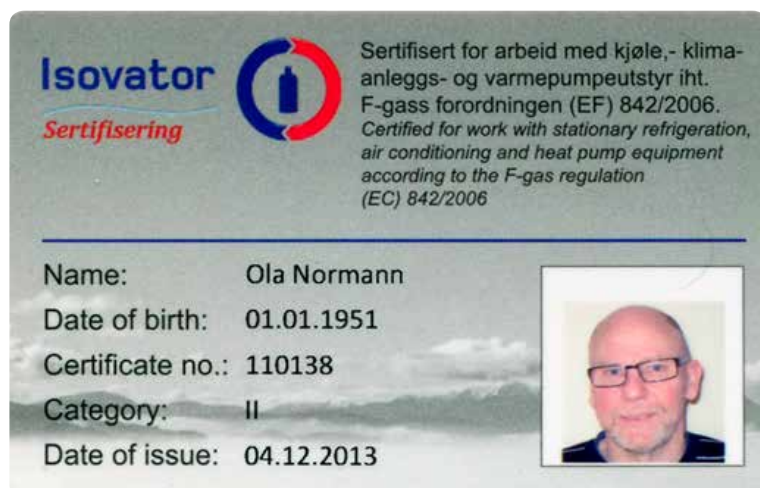 Isovator
Sertifisering
Sertifisert for arbeid med kjøle,- klima-
anleggs- og varmepumpeutstyr iht.
F-gass forordningen (EF) 842/2006.
Certified for work with stationary refrigeration,
air conditioning and heat pump equipment
according to the F-gas regulation
(EC) 842/2006
Name: Ola Normann
Date of birth: 01.01.1951
Certificate no.: 110138
Category: II
Date of issue: 04.12.2013